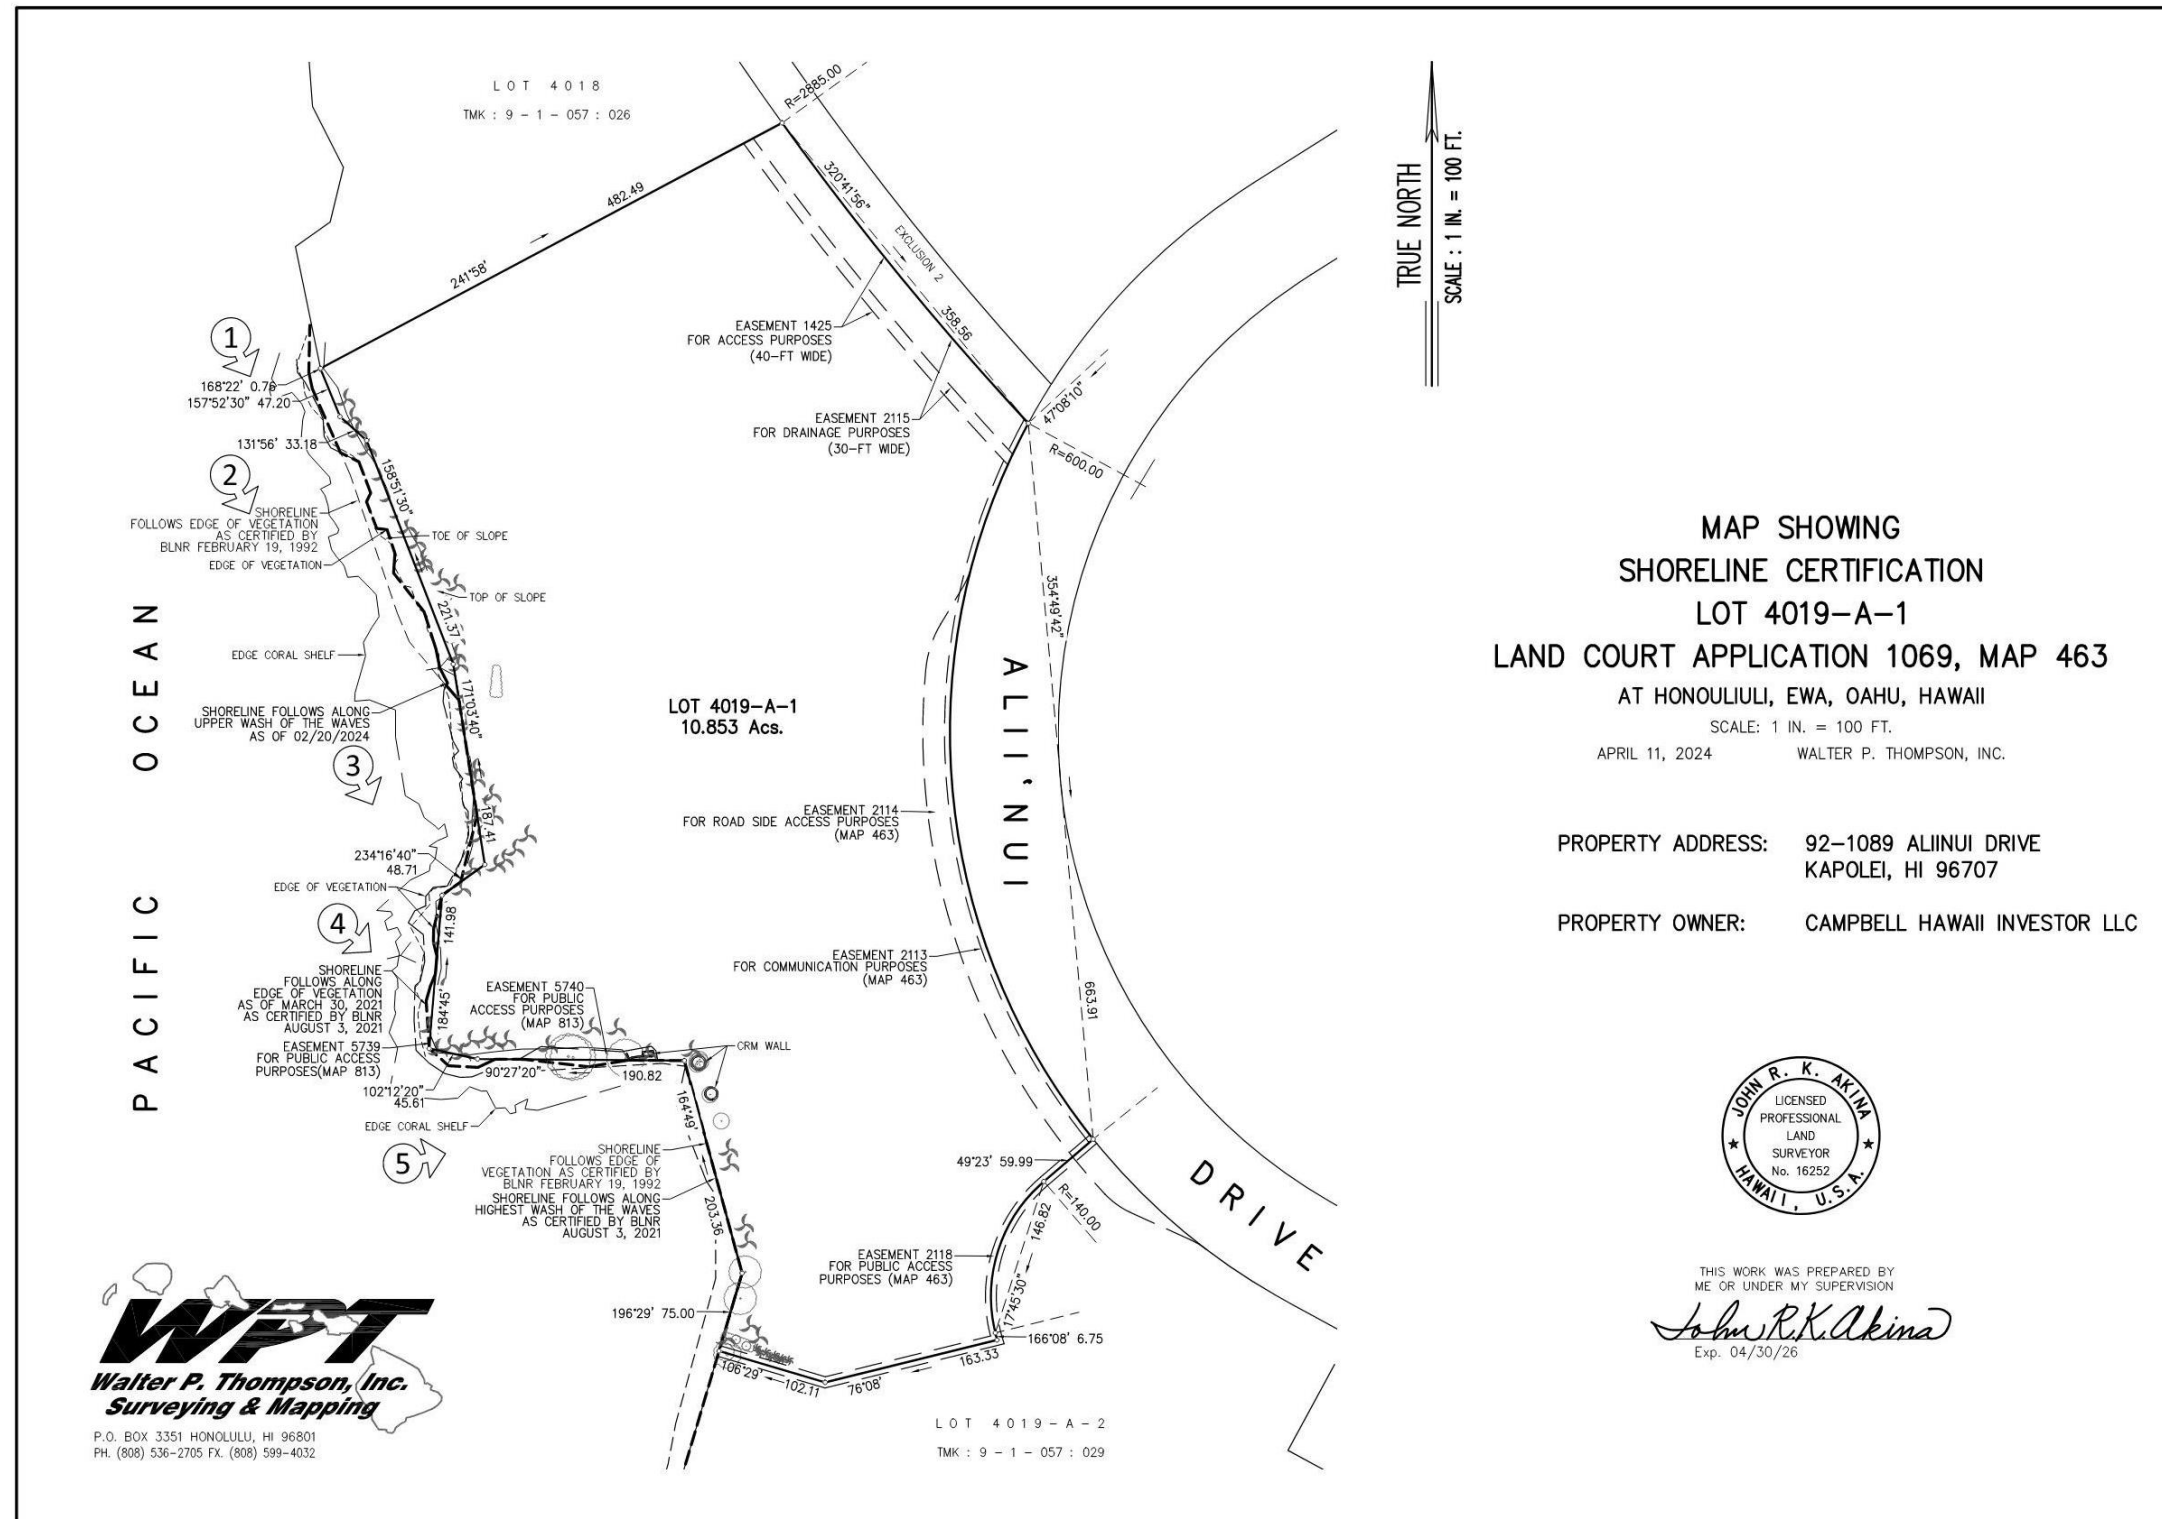 LOT 4018
TMK : 9 - 1 - 057 : 026
R=2885.00
482.49
241°58'
320°41'56"
EXCLUSION 2
358.56
TRUE NORTH
SCALE : 1 IN. = 100 FT.
1
168°22' 0.76
157°52'30" 47.20
131°56' 33.18
2
158°51'30"
221.37
SHORELINE
FOLLOWS EDGE OF VEGETATION
AS CERTIFIED BY
BLNR FEBRUARY 19, 1992
EDGE OF VEGETATION
TOE OF SLOPE
TOP OF SLOPE
EASEMENT 1425
FOR ACCESS PURPOSES
(40-FT WIDE)
EASEMENT 2115
FOR DRAINAGE PURPOSES
(30-FT WIDE)
47°08'10"
R=600.00
354°49'42"
663.91
PACIFIC OCEAN
EDGE CORAL SHELF
SHORELINE FOLLOWS ALONG
UPPER WASH OF THE WAVES
AS OF 02/20/2024
3
171°03'40"
187.41
LOT 4019-A-1
10.853 Acs.
ALII'NUI
DRIVE
EASEMENT 2114
FOR ROAD SIDE ACCESS PURPOSES
(MAP 463)
EASEMENT 2113
FOR COMMUNICATION PURPOSES
(MAP 463)
234°16'40"
48.71
EDGE OF VEGETATION
4
141.98
184°45'
SHORELINE
FOLLOWS ALONG
EDGE OF VEGETATION
AS OF MARCH 30, 2021
AS CERTIFIED BY BLNR
AUGUST 3, 2021
EASEMENT 5739
FOR PUBLIC ACCESS
PURPOSES(MAP 813)
EASEMENT 5740
FOR PUBLIC
ACCESS PURPOSES
(MAP 813)
CRM WALL
102°12'20"
45.61
90°27'20"
190.82
EDGE CORAL SHELF
5
164°49'
203.36
SHORELINE
FOLLOWS EDGE OF
VEGETATION AS CERTIFIED BY
BLNR FEBRUARY 19, 1992
SHORELINE FOLLOWS ALONG
HIGHEST WASH OF THE WAVES
AS CERTIFIED BY BLNR
AUGUST 3, 2021
196°29' 75.00
106°29'
102.11
76°08'
163.33
166°08' 6.75
17°45'30"
146.82
R=140.00
49°23' 59.99
EASEMENT 2118
FOR PUBLIC ACCESS
PURPOSES (MAP 463)
LOT 4019-A-2
TMK : 9 - 1 - 057 : 029
WPT
Walter P. Thompson, Inc.
Surveying & Mapping
P.O. BOX 3351 HONOLULU, HI 96801
PH. (808) 536-2705 FX. (808) 599-4032
MAP SHOWING
SHORELINE CERTIFICATION
LOT 4019-A-1
LAND COURT APPLICATION 1069, MAP 463
AT HONOULIULI, EWA, OAHU, HAWAII
SCALE: 1 IN. = 100 FT.
APRIL 11, 2024 WALTER P. THOMPSON, INC.
PROPERTY ADDRESS: 92-1089 ALIINUI DRIVE
KAPOLEI, HI 96707
PROPERTY OWNER: CAMPBELL HAWAII INVESTOR LLC
JOHN R. K. AKINA
LICENSED
PROFESSIONAL
LAND
SURVEYOR
No. 16252
★ HAWAII, U.S.A. ★
THIS WORK WAS PREPARED BY
ME OR UNDER MY SUPERVISION
John R.K. Akina
Exp. 04/30/26